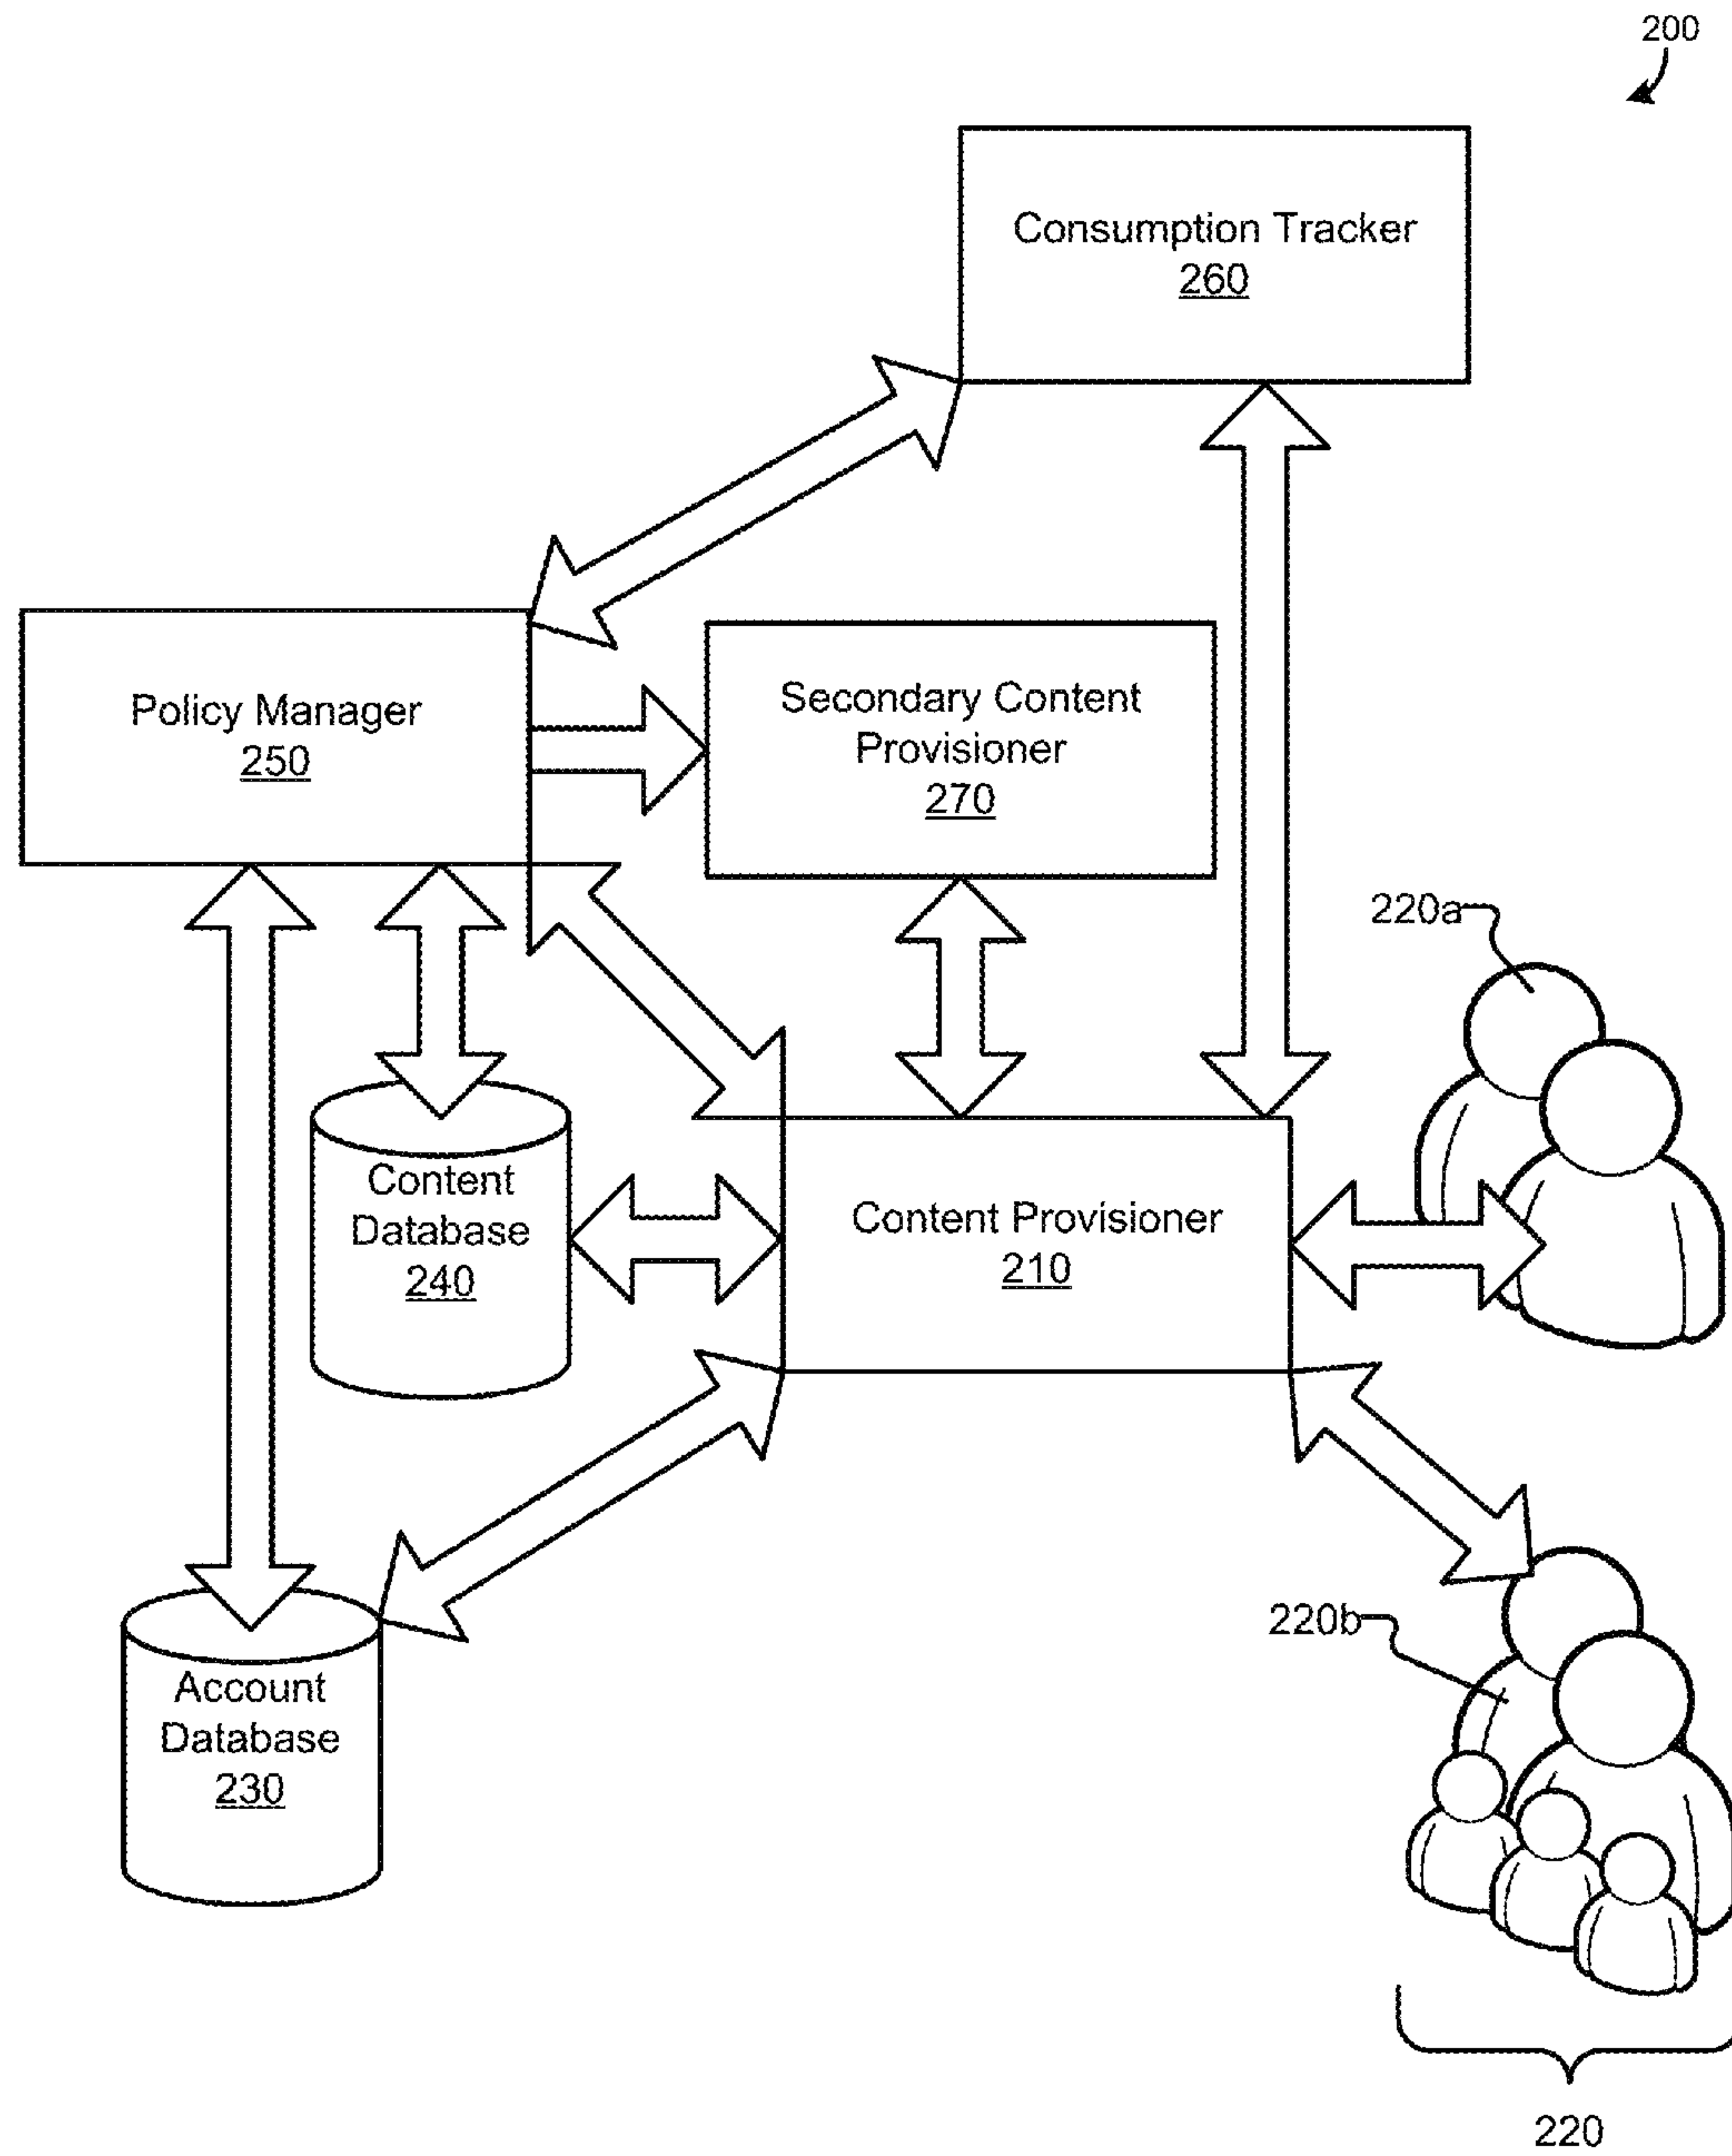 200
Consumption Tracker
260
Policy Manager
250
Secondary Content
Provisioner
270
220a
Content
Database
240
Content Provisioner
210
220b
Account
Database
230
220